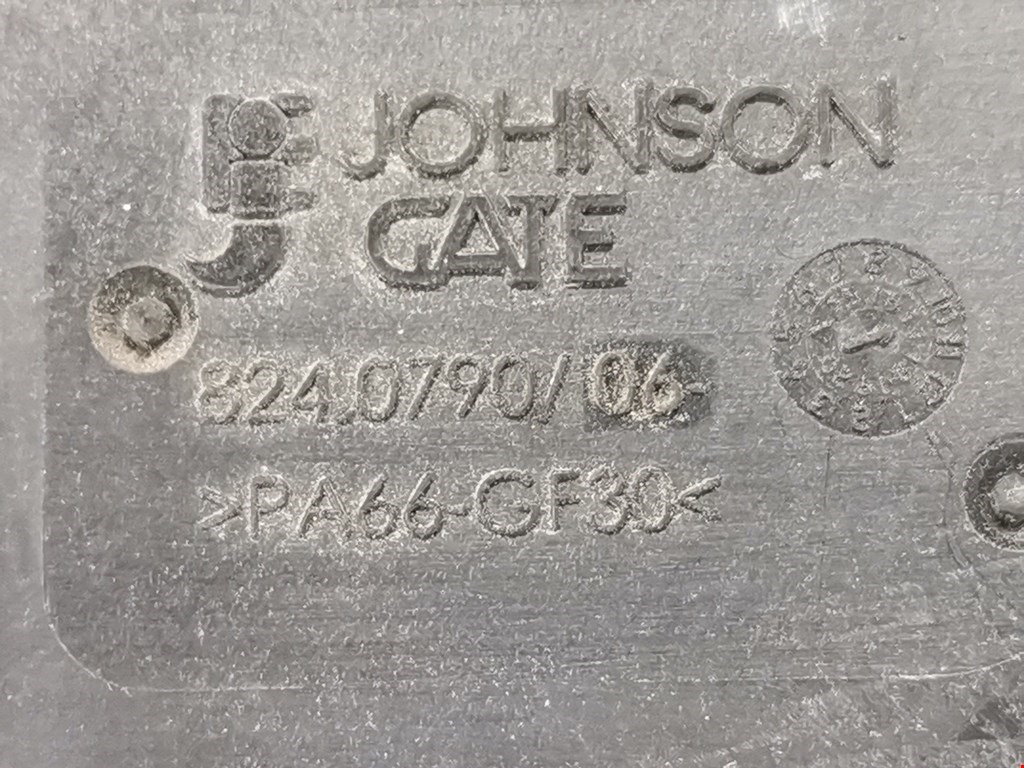 JOHNSON
GATE
824.0790/06-
>PA66-GF30<